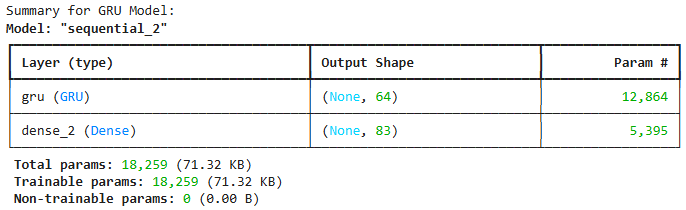 Summary for GRU Model:
Model: "sequential_2"
Layer (type) Output Shape Param #
gru (GRU) (None, 64) 12,864
dense_2 (Dense) (None, 83) 5,395
Total params: 18,259 (71.32 KB)
Trainable params: 18,259 (71.32 KB)
Non-trainable params: 0 (0.00 B)